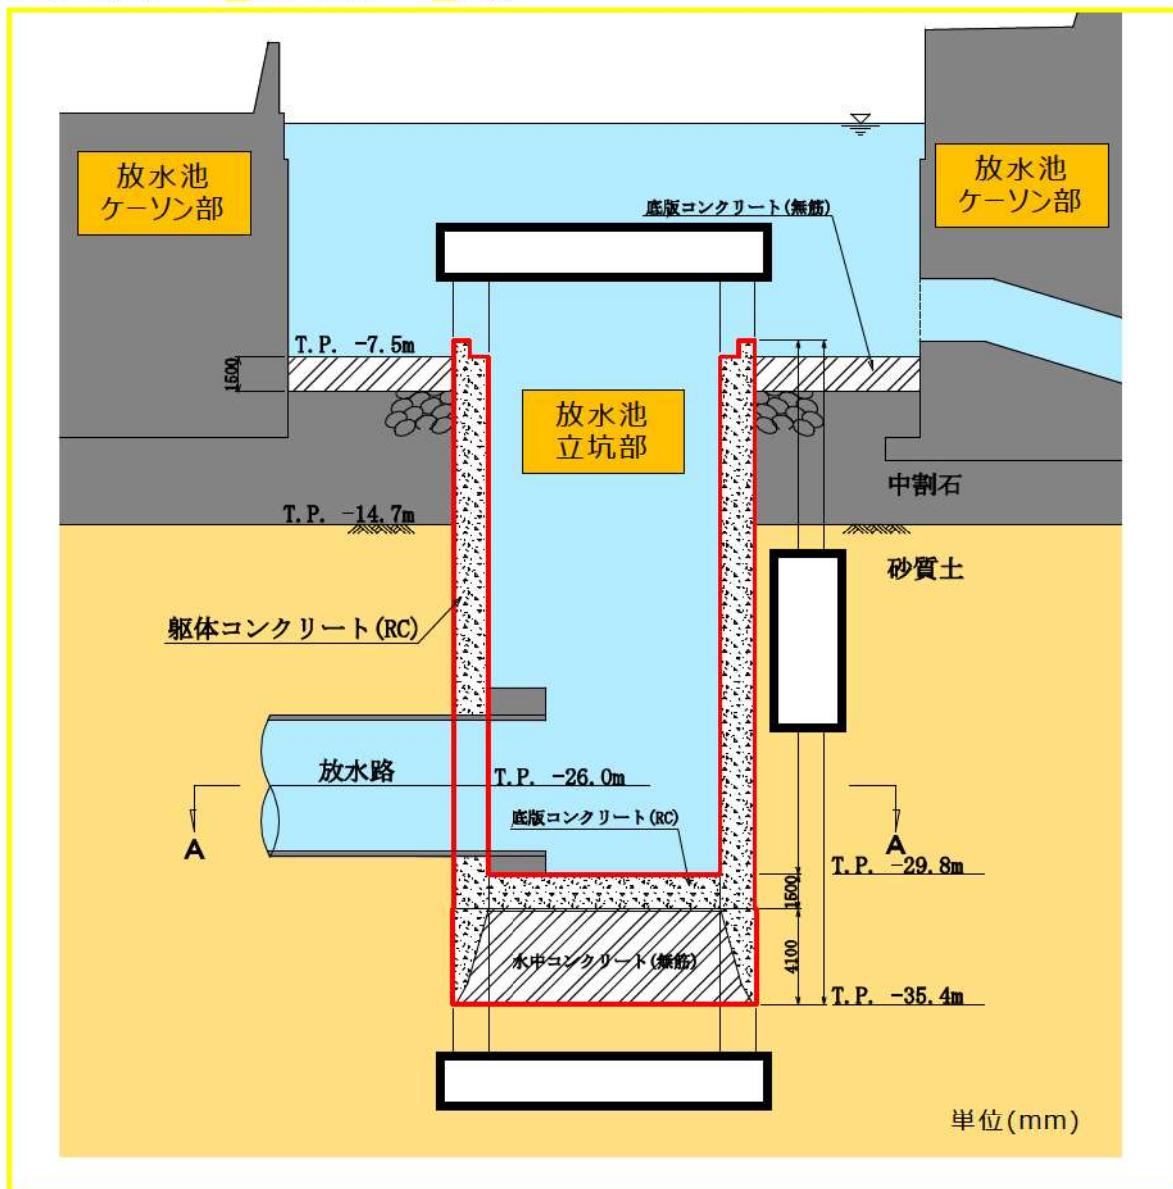 放水池
ケーソン部
放水池
ケーソン部
底版コンクリート(無筋)
T.P. -7.5m
1500
放水池
立坑部
中割石
T.P. -14.7m
砂質土
躯体コンクリート(RC)
放水路
T.P. -26.0m
底版コンクリート(RC)
A
A
T.P. -29.8m
1500
4100
水中コンクリート(無筋)
T.P. -35.4m
単位(mm)